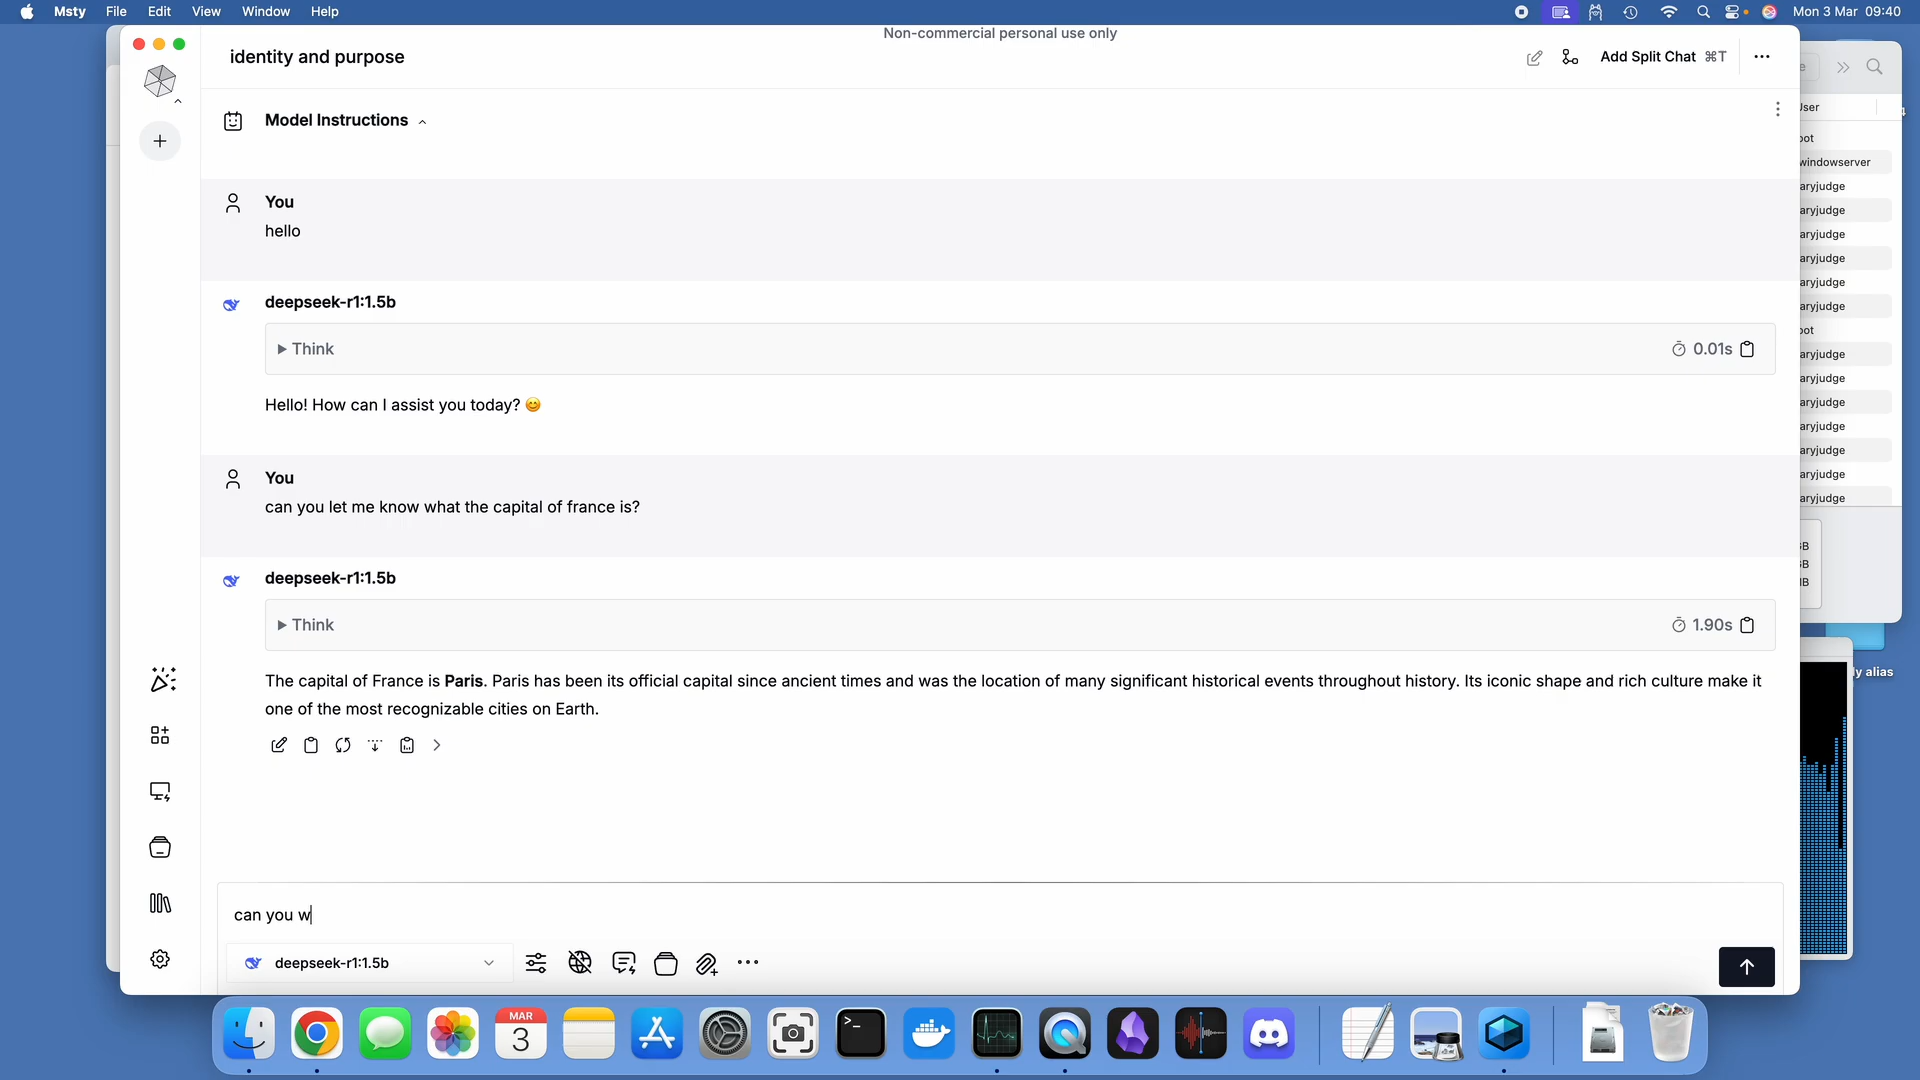 Msty File Edit View Window Help
Mon 3 Mar 09:40
Non-commercial personal use only
identity and purpose
Add Split Chat ⌘T
Model Instructions
You
hello
deepseek-r1:1.5b
Think
0.01s
Hello! How can I assist you today? 😊
You
can you let me know what the capital of france is?
deepseek-r1:1.5b
Think
1.90s
The capital of France is Paris. Paris has been its official capital since ancient times and was the location of many significant historical events throughout history. Its iconic shape and rich culture make it
one of the most recognizable cities on Earth.
can you w
deepseek-r1:1.5b
windowserver
aryjudge
aryjudge
aryjudge
aryjudge
aryjudge
aryjudge
aryjudge
aryjudge
aryjudge
aryjudge
aryjudge
aryjudge
aryjudge
alias
MAR
3